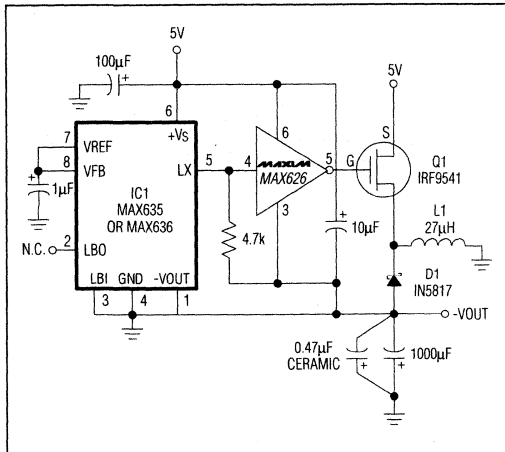 5V
100µF
+
5V
6
+VS
7 VREF
8 VFB
LX 5
4 MAXIM 5
MAX626
6
3
G
S
Q1
IRF9541
+
1µF
IC1
MAX635
OR MAX636
L1
27µH
4.7k
+
10µF
N.C. 2 LBO
D1
IN5817
LBI GND -VOUT
3 4 1
-VOUT
0.47µF
CERAMIC
+
+
1000µF